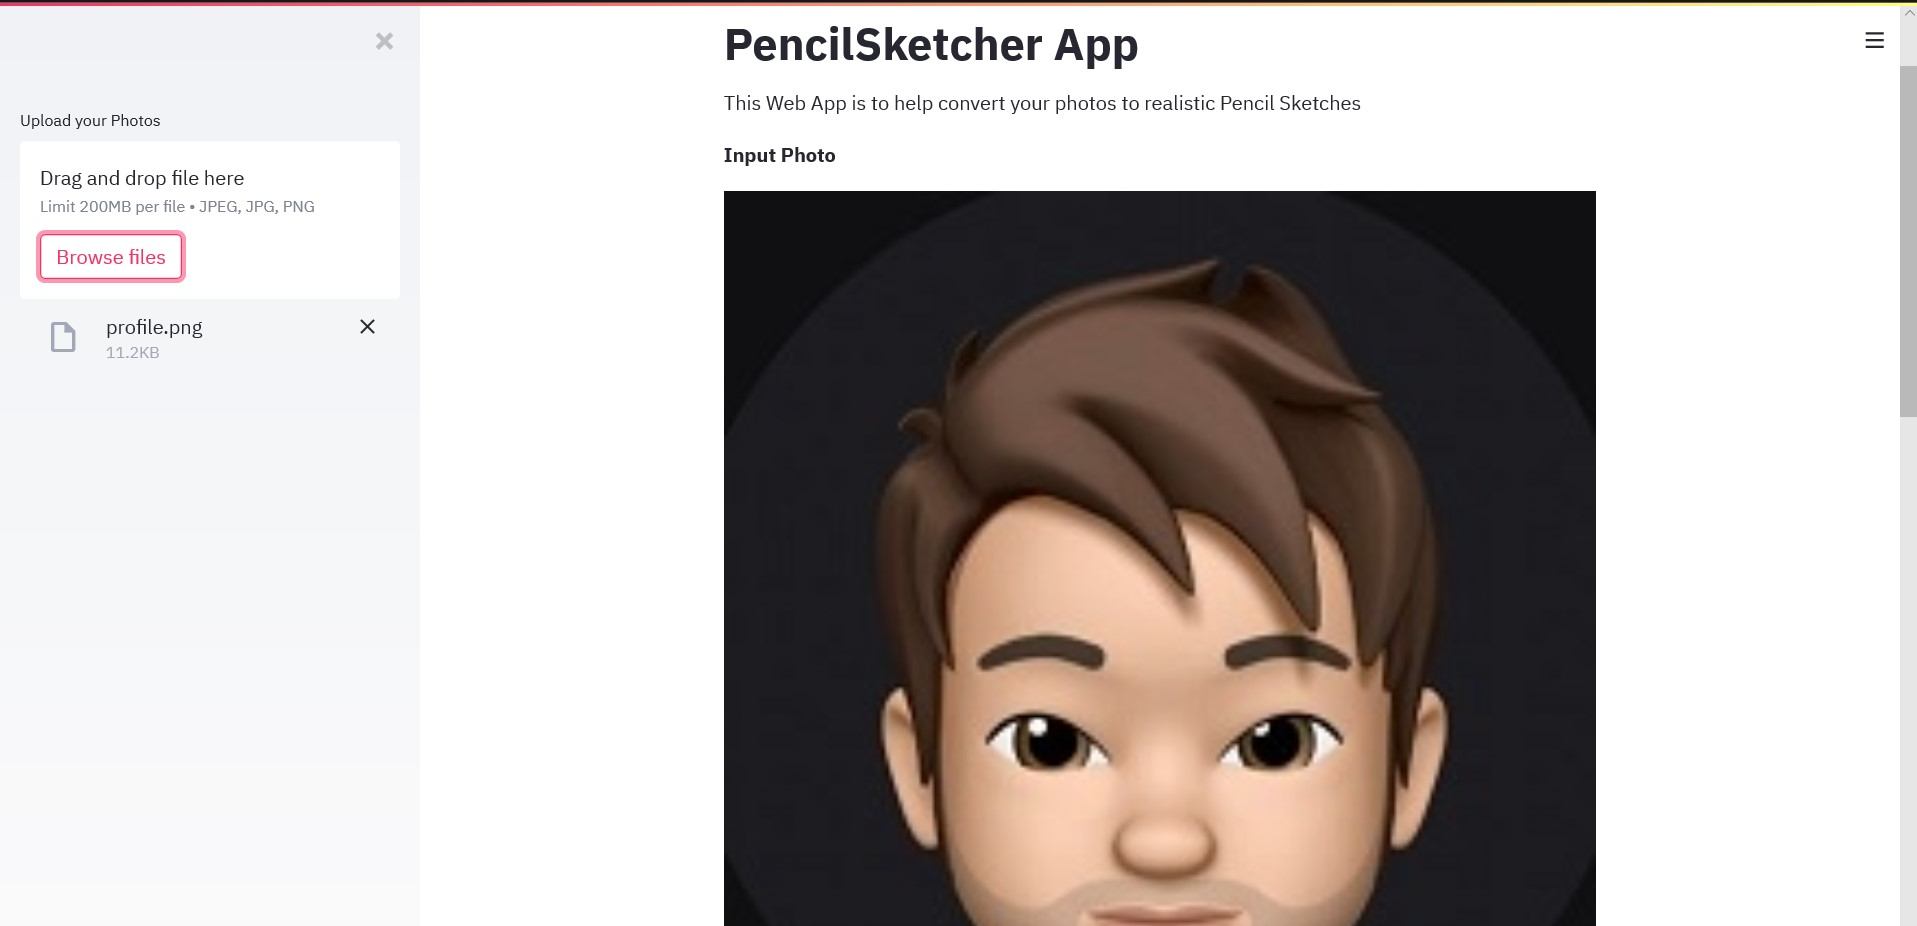 Upload your Photos
Drag and drop file here
Limit 200MB per file • JPEG, JPG, PNG
Browse files
profile.png
11.2KB
PencilSketcher App
This Web App is to help convert your photos to realistic Pencil Sketches
Input Photo